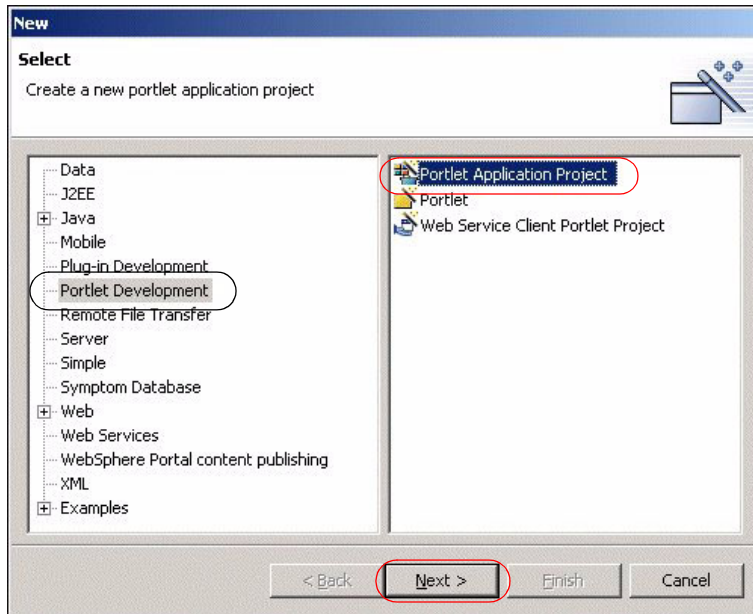 New
Select
Create a new portlet application project
Data
J2EE
Java
Mobile
Plug-in Development
Portlet Development
Remote File Transfer
Server
Simple
Symptom Database
Web
Web Services
WebSphere Portal content publishing
XML
Examples
Portlet Application Project
Portlet
Web Service Client Portlet Project
< Back
Next >
Finish
Cancel